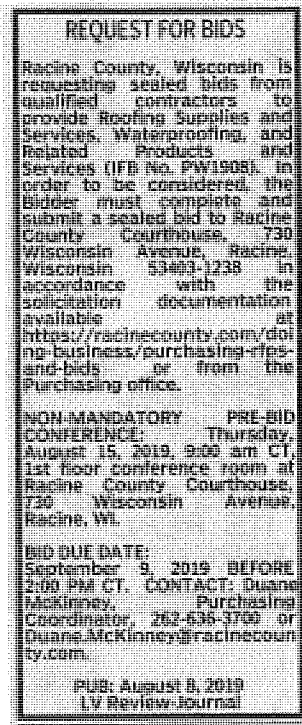 REQUEST FOR BIDS
Racine County, Wisconsin is
requesting sealed bids from
qualified contractors to
provide Roofing Supplies and
Services, Waterproofing, and
Related Products and
Services (IFB No. PW1908). In
order to be considered, the
Bidder must complete and
submit a sealed bid to Racine
County Courthouse, 730
Wisconsin Avenue, Racine,
Wisconsin 53403-1238 in
accordance with the
solicitation documentation
available at
https://racinecounty.com/doi
ng-business/purchasing-rfps-
and-bids or from the
Purchasing office.
NON-MANDATORY PRE-BID
CONFERENCE: Thursday,
August 15, 2019, 9:00 am CT,
1st floor conference room at
Racine County Courthouse,
730 Wisconsin Avenue,
Racine, WI.
BID DUE DATE:
September 9, 2019 BEFORE
2:00 PM CT. CONTACT: Duane
McKinney, Purchasing
Coordinator, 262-636-3700 or
Duane.McKinney@racinecoun
ty.com.
PUB: August 8, 2019
LV Review-Journal